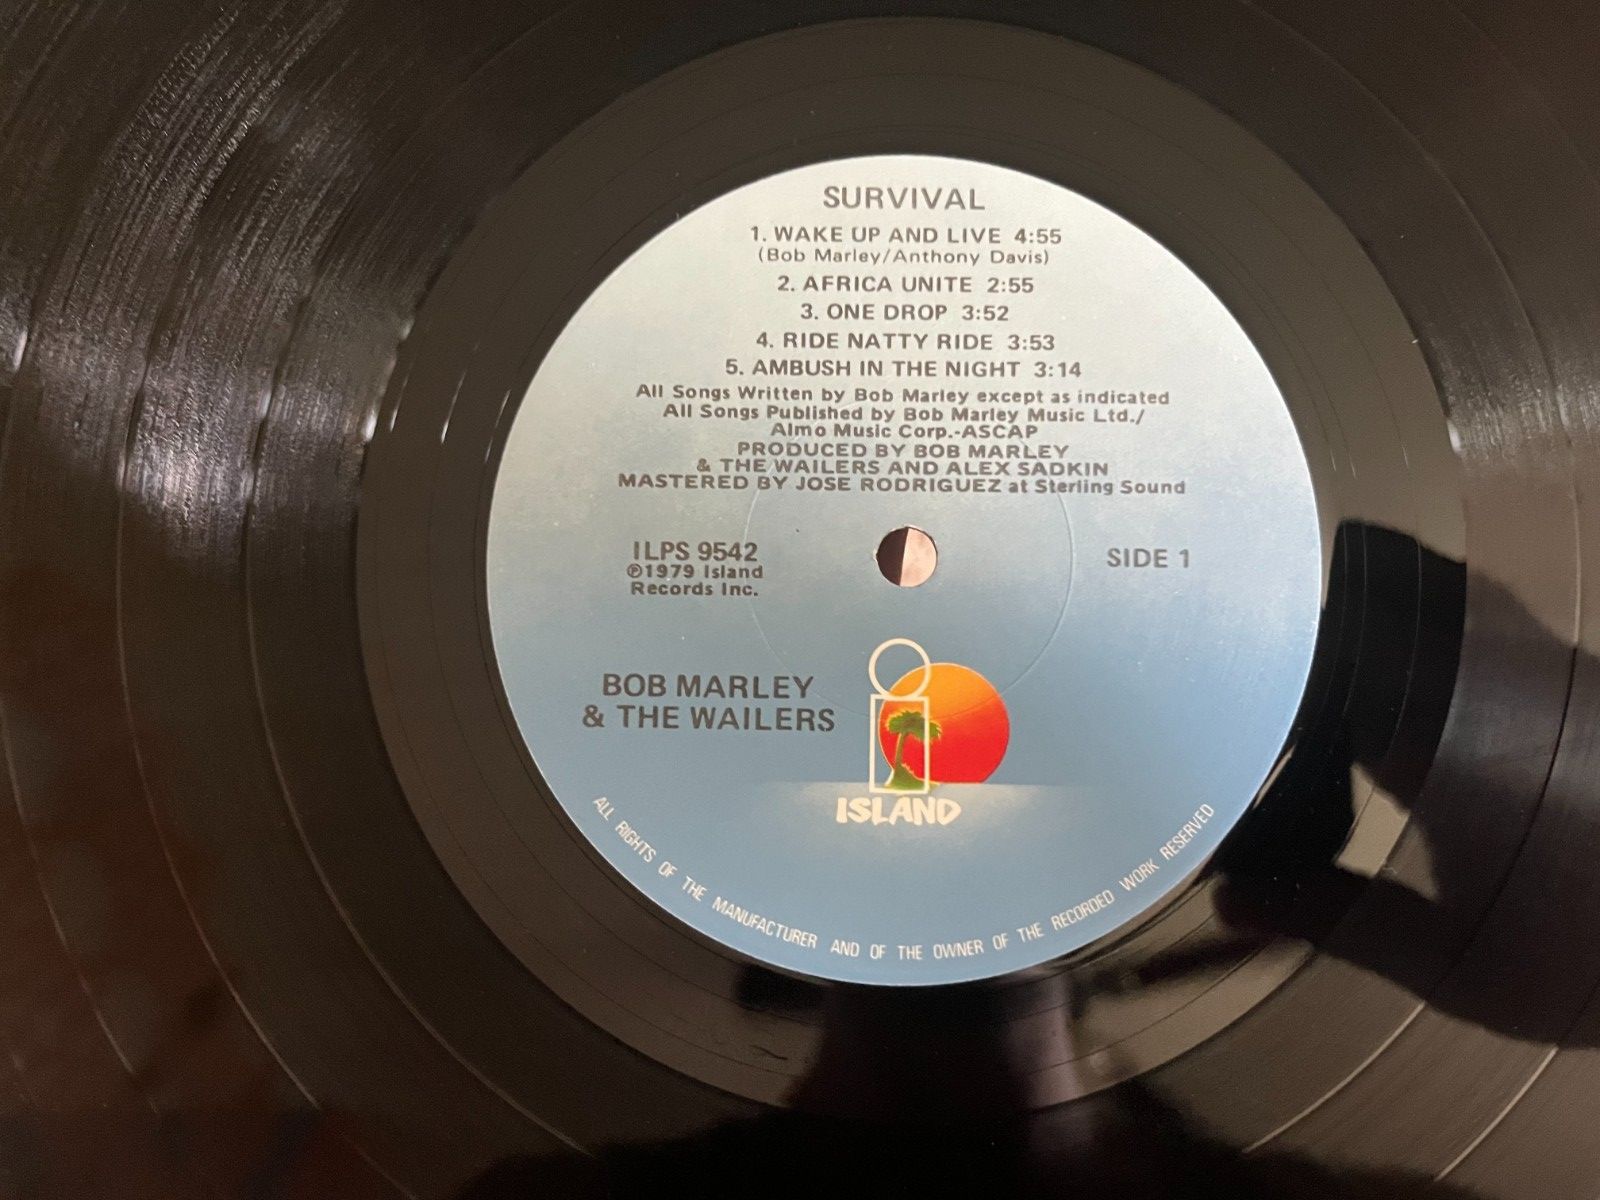 SURVIVAL
1. WAKE UP AND LIVE 4:55
(Bob Marley/Anthony Davis)
2. AFRICA UNITE 2:55
3. ONE DROP 3:52
4. RIDE NATTY RIDE 3:53
5. AMBUSH IN THE NIGHT 3:14
All Songs Written by Bob Marley except as indicated
All Songs Published by Bob Marley Music Ltd./
Almo Music Corp.-ASCAP
PRODUCED BY BOB MARLEY
& THE WAILERS AND ALEX SADKIN
MASTERED BY JOSE RODRIGUEZ at Sterling Sound
ILPS 9542
℗1979 Island
Records Inc.
SIDE 1
BOB MARLEY
& THE WAILERS
i
ISLAND
ALL RIGHTS OF THE MANUFACTURER AND OF THE OWNER OF THE RECORDED WORK RESERVED